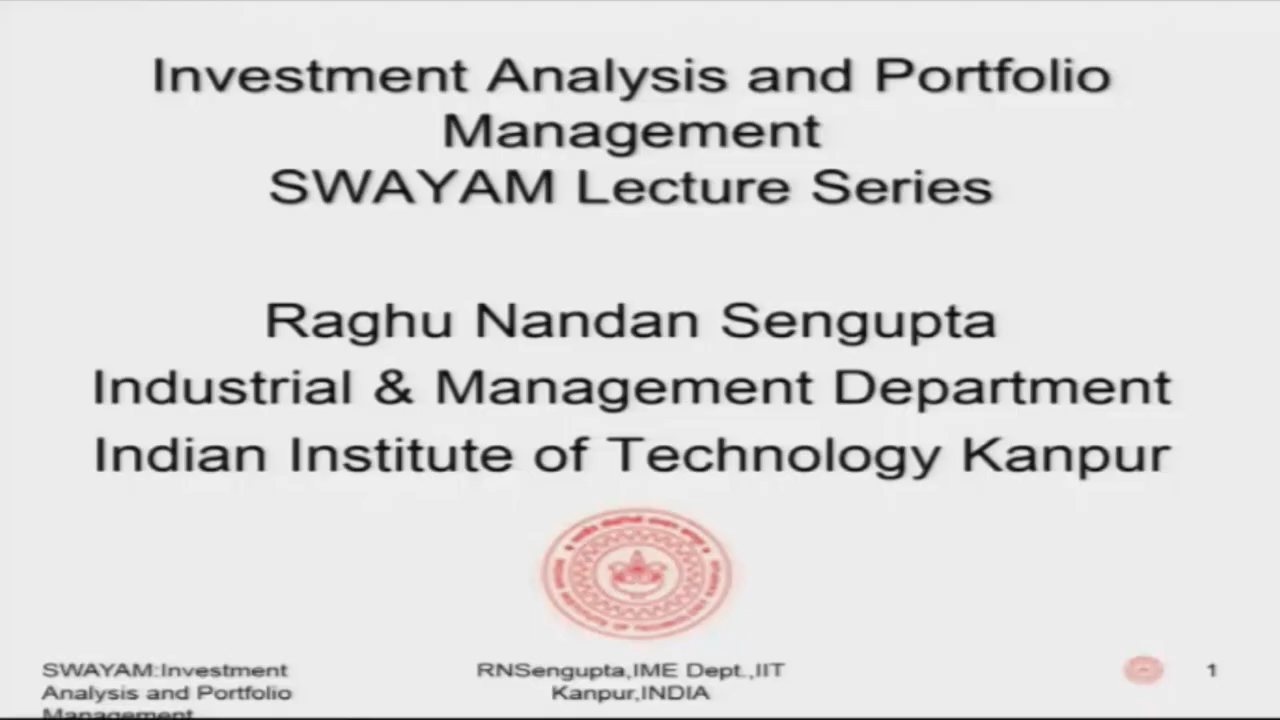 Investment Analysis and Portfolio
Management
SWAYAM Lecture Series
Raghu Nandan Sengupta
Industrial & Management Department
Indian Institute of Technology Kanpur
SWAYAM:Investment
Analysis and Portfolio
Management
RNSengupta,IME Dept.,IIT
Kanpur,INDIA
1